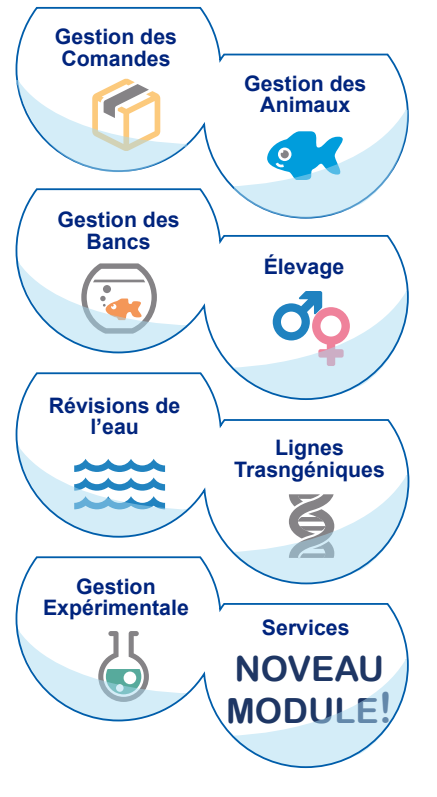 Gestion des
Comandes
Gestion des
Animaux
Gestion des
Bancs
Élevage
Révisions de
l'eau
Lignes
Trasngéniques
Gestion
Expérimentale
Services
NOVEAU
MODULE!